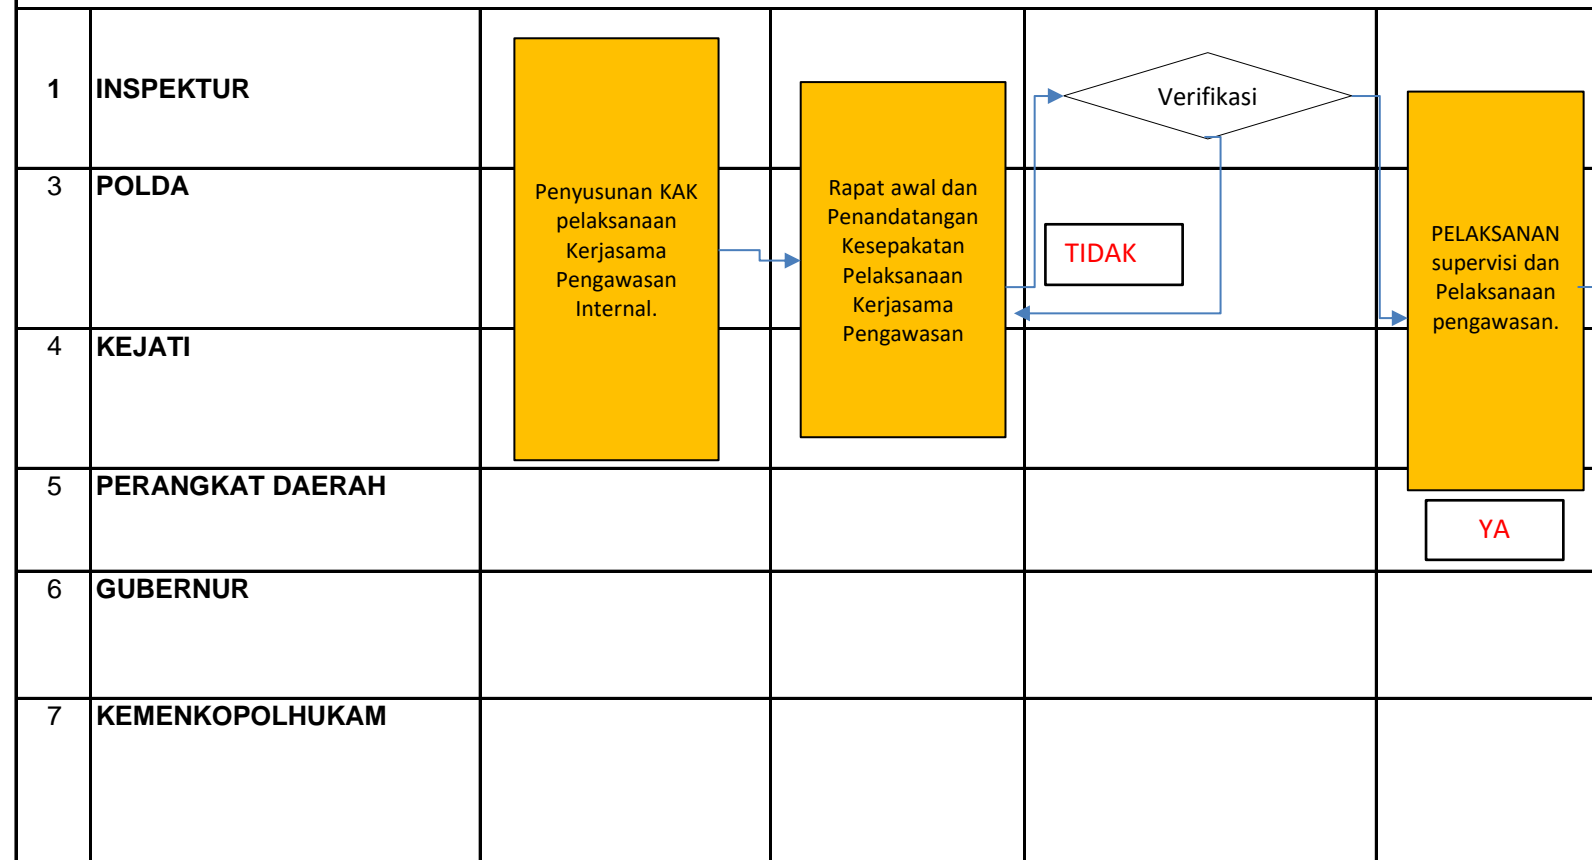 1 INSPEKTUR
Verifikasi
3 POLDA
Penyusunan KAK
pelaksanaan
Kerjasama
Pengawasan
Internal.
Rapat awal dan
Penandatangan
Kesepakatan
Pelaksanaan
Kerjasama
Pengawasan
TIDAK
PELAKSANAN
supervisi dan
Pelaksanaan
pengawasan.
4 KEJATI
5 PERANGKAT DAERAH
YA
6 GUBERNUR
7 KEMENKOPOLHUKAM